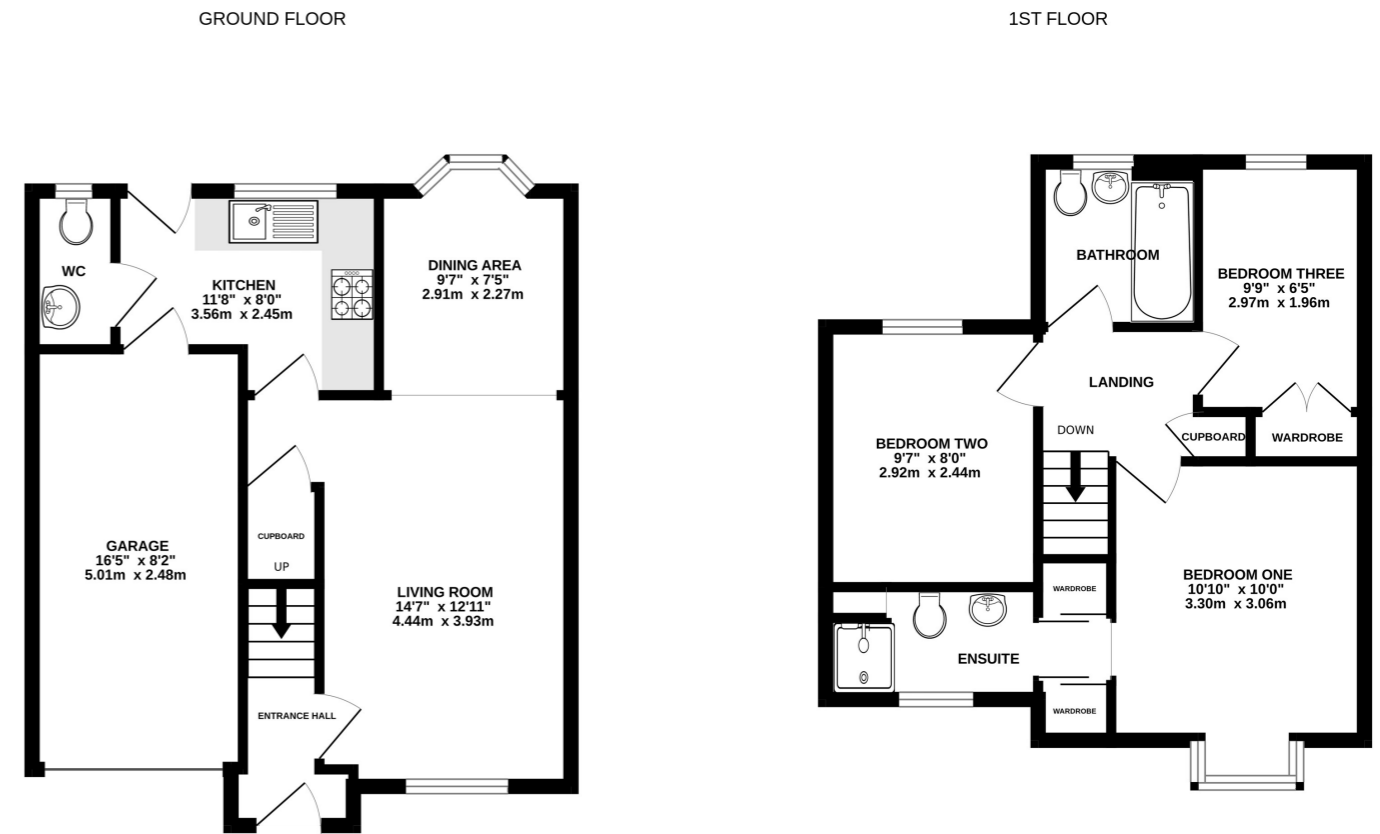 GROUND FLOOR
1ST FLOOR
WC
KITCHEN
11'8" x 8'0"
3.56m x 2.45m
DINING AREA
9'7" x 7'5"
2.91m x 2.27m
GARAGE
16'5" x 8'2"
5.01m x 2.48m
CUPBOARD
UP
LIVING ROOM
14'7" x 12'11"
4.44m x 3.93m
ENTRANCE HALL
BATHROOM
BEDROOM THREE
9'9" x 6'5"
2.97m x 1.96m
LANDING
DOWN
CUPBOARD
WARDROBE
BEDROOM TWO
9'7" x 8'0"
2.92m x 2.44m
BEDROOM ONE
10'10" x 10'0"
3.30m x 3.06m
WARDROBE
ENSUITE
WARDROBE